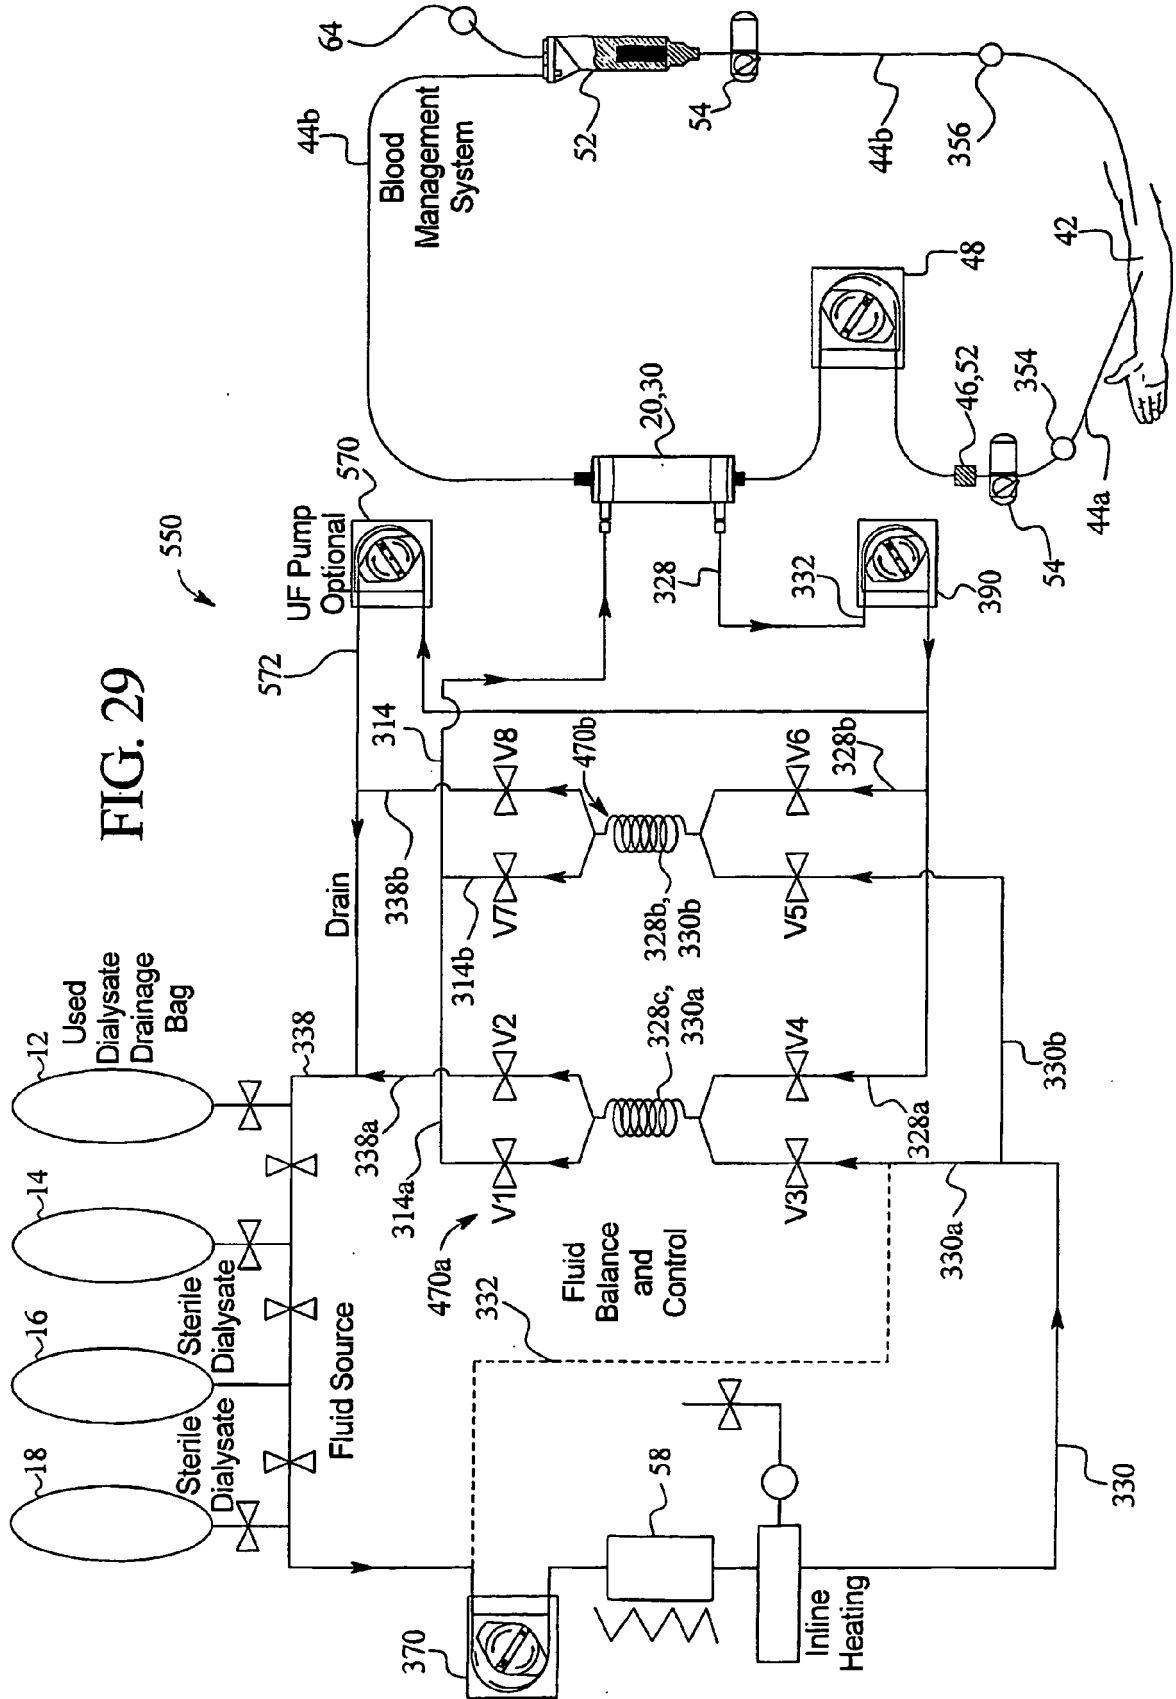 FIG. 29
550
18
16
14
12
Sterile
Dialysate
Sterile
Dialysate
Used
Dialysate
Drainage
Bag
Fluid Source
338
Drain
572
UF Pump
Optional
570
44b
64
Blood
Management
System
52
54
44b
356
370
58
Inline
Heating
330
332
Fluid
Balance
and
Control
470a
314a
338a
314b
338b
314
V1
V2
V7
V8
328c,
330a
328b,
330b
470b
V3
V4
V5
V6
330a
328a
330b
328b
328
332
390
20,30
48
46,52
54
354
44a
42